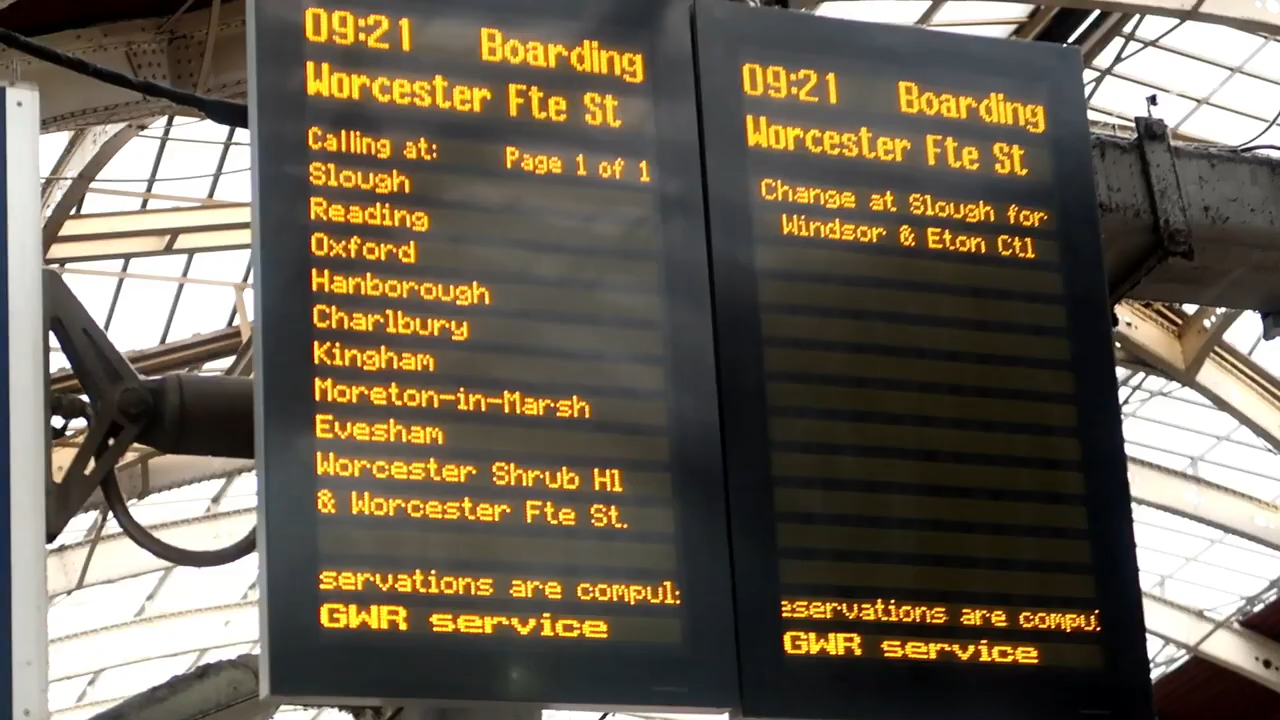 09:21 Boarding
Worcester Fte St
Calling at: Page 1 of 1
Slough
Reading
Oxford
Hanborough
Charlbury
Kingham
Moreton-in-Marsh
Evesham
Worcester Shrub Hl
& Worcester Fte St.
servations are compul
GWR service
09:21 Boarding
Worcester Fte St
Change at Slough for
Windsor & Eton Ctl
eservations are compu
GWR service